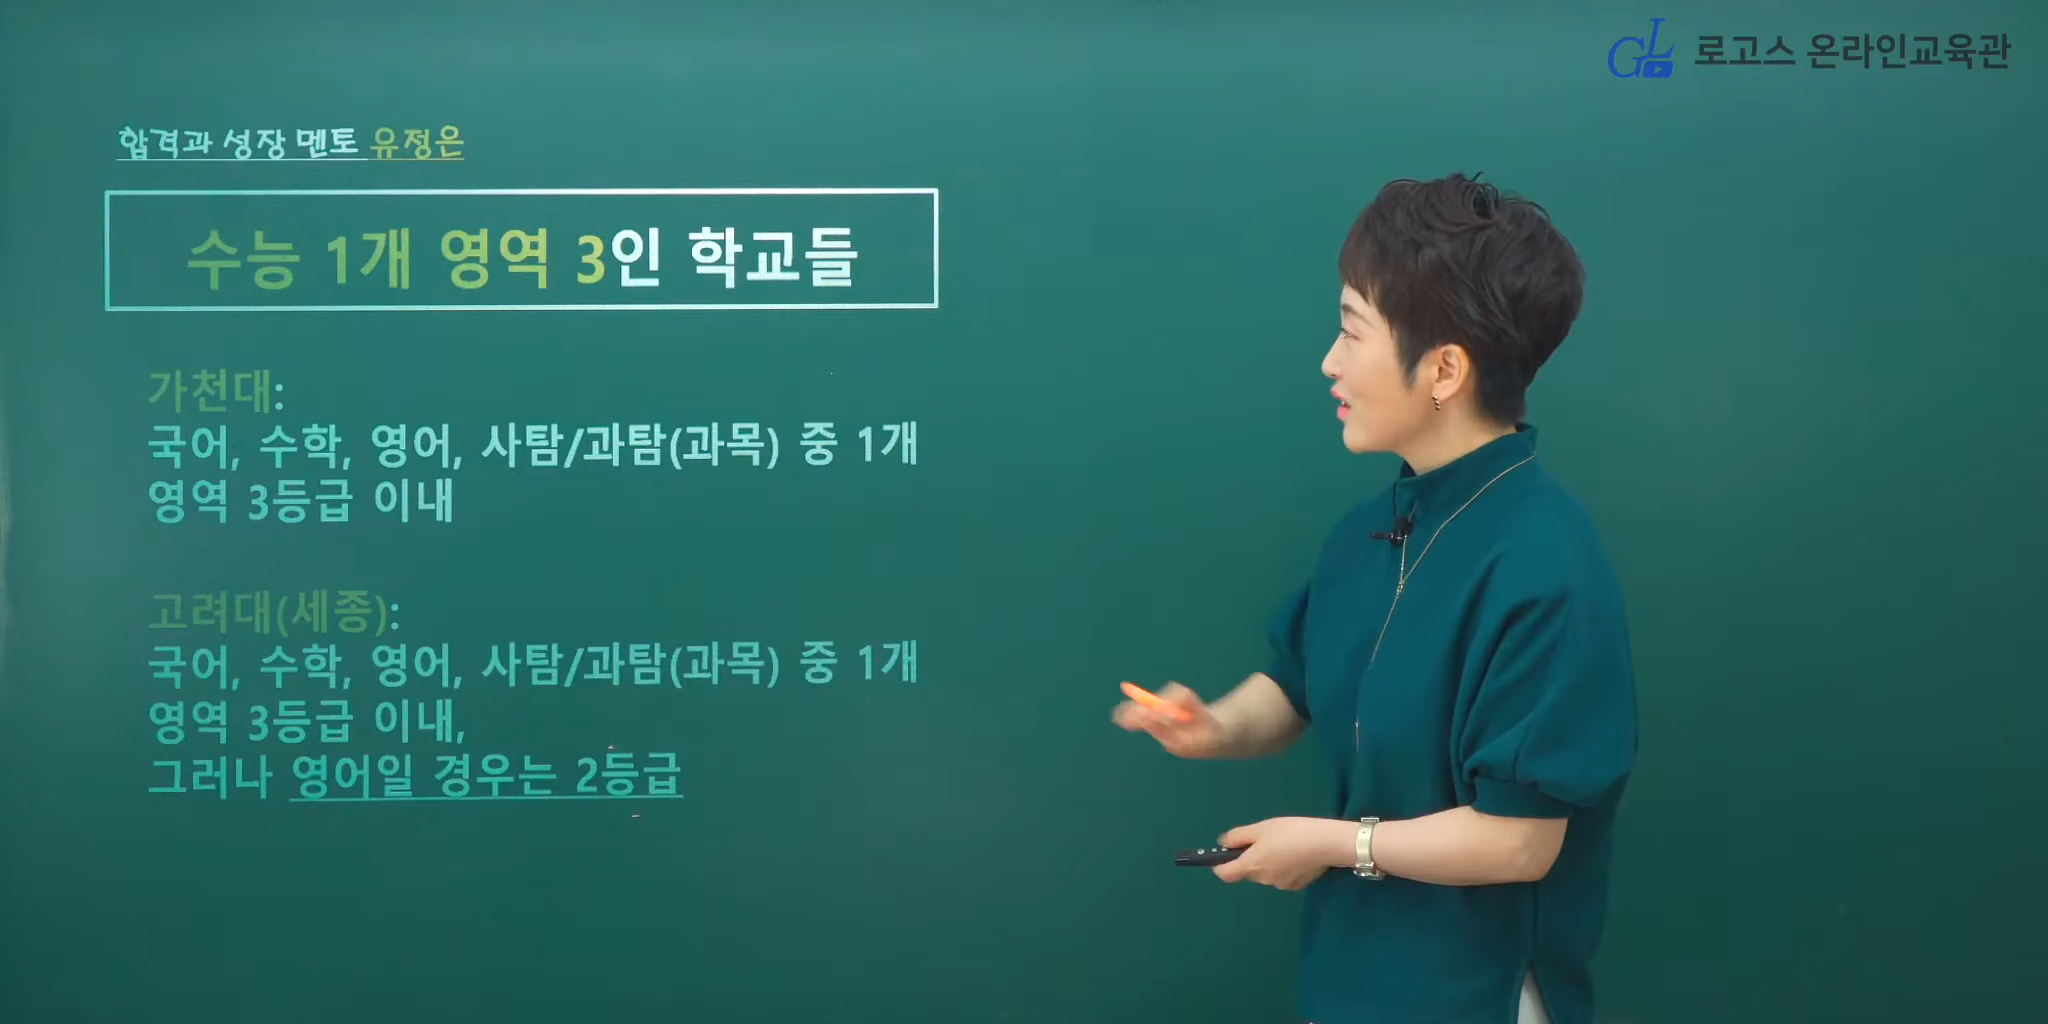 로고스 온라인교육관
합격과 성장 멘토 유정은
수능 1개 영역 3인 학교들
가천대:
국어, 수학, 영어, 사탐/과탐(과목) 중 1개
영역 3등급 이내
고려대(세종):
국어, 수학, 영어, 사탐/과탐(과목) 중 1개
영역 3등급 이내,
그러나 영어일 경우는 2등급